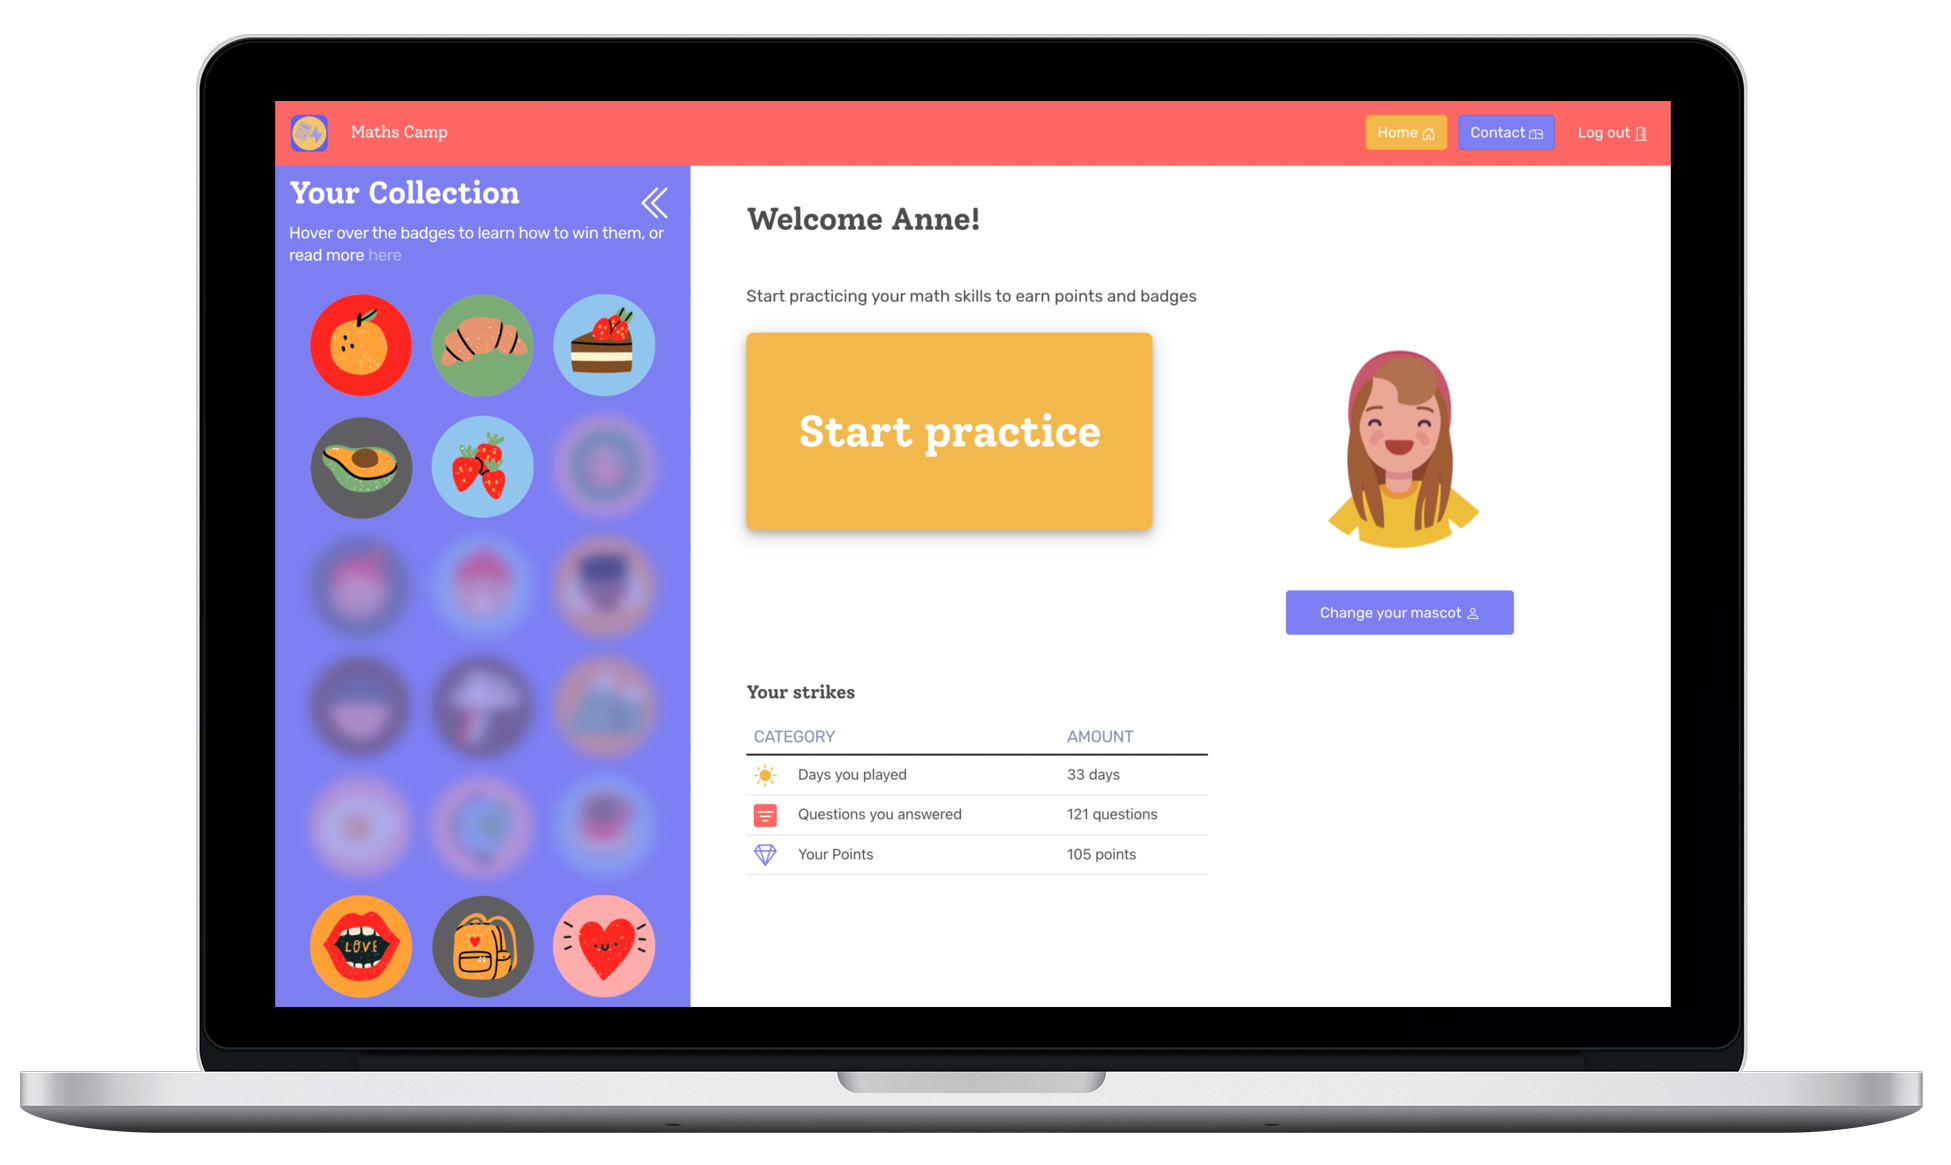 Maths Camp
Home
Contact
Log out
Your Collection
Hover over the badges to learn how to win them, or
read more here
LOVE
Welcome Anne!
Start practicing your math skills to earn points and badges
Start practice
Change your mascot
Your strikes
CATEGORY AMOUNT
Days you played 33 days
Questions you answered 121 questions
Your Points 105 points